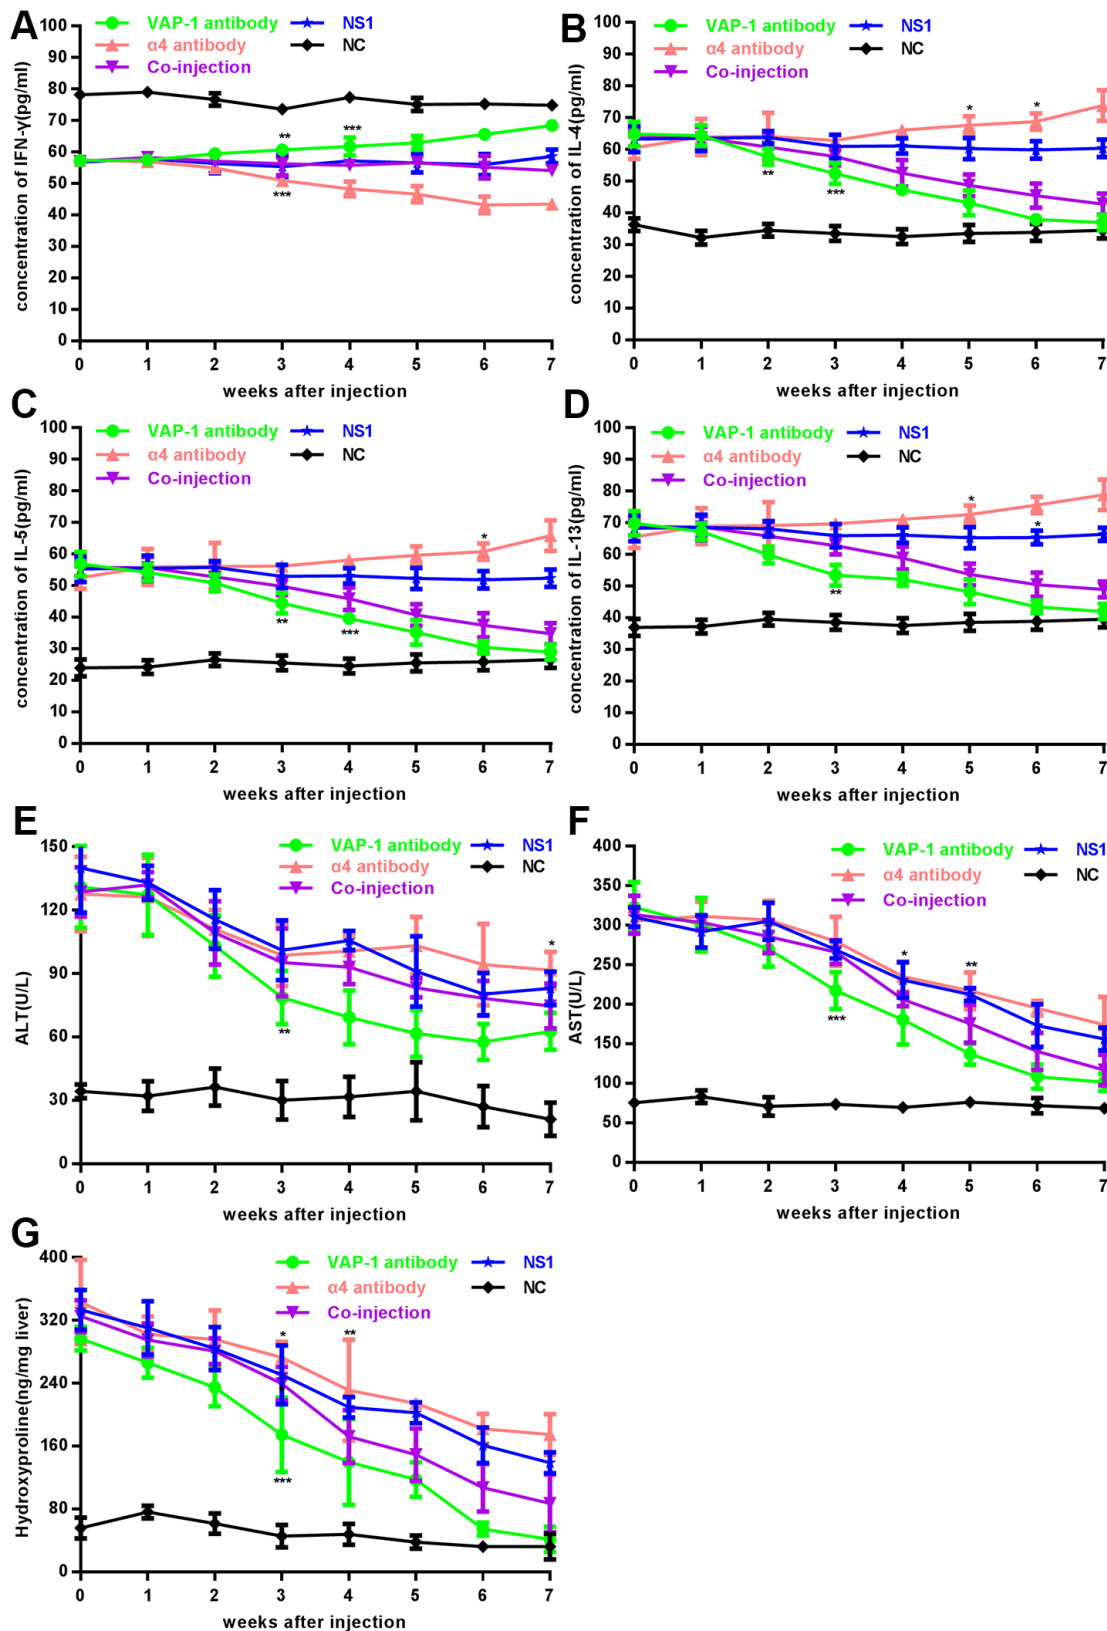 A
VAP-1 antibody
NS1
α4 antibody
NC
Co-injection
concentration of IFN-γ(pg/ml)
100
90
80
70
60
50
40
30
20
10
0
** ***
***
0 1 2 3 4 5 6 7
weeks after injection
B
VAP-1 antibody
NS1
α4 antibody
NC
Co-injection
concentration of IL-4(pg/ml)
100
90
80
70
60
50
40
30
20
10
0
* *
** ***
0 1 2 3 4 5 6 7
weeks after injection
C
VAP-1 antibody
NS1
α4 antibody
NC
Co-injection
concentration of IL-5(pg/ml)
100
90
80
70
60
50
40
30
20
10
0
*
** ***
0 1 2 3 4 5 6 7
weeks after injection
D
VAP-1 antibody
NS1
α4 antibody
NC
Co-injection
concentration of IL-13(pg/ml)
100
90
80
70
60
50
40
30
20
10
0
* *
**
0 1 2 3 4 5 6 7
weeks after injection
E
VAP-1 antibody
NS1
α4 antibody
NC
Co-injection
ALT(U/L)
150
120
90
60
30
0
*
**
0 1 2 3 4 5 6 7
weeks after injection
F
VAP-1 antibody
NS1
α4 antibody
NC
Co-injection
AST(U/L)
400
350
300
250
200
150
100
50
0
* **
***
0 1 2 3 4 5 6 7
weeks after injection
G
VAP-1 antibody
NS1
α4 antibody
NC
Co-injection
Hydroxyproline(ng/mg liver)
400
320
240
160
80
0
* **
***
0 1 2 3 4 5 6 7
weeks after injection